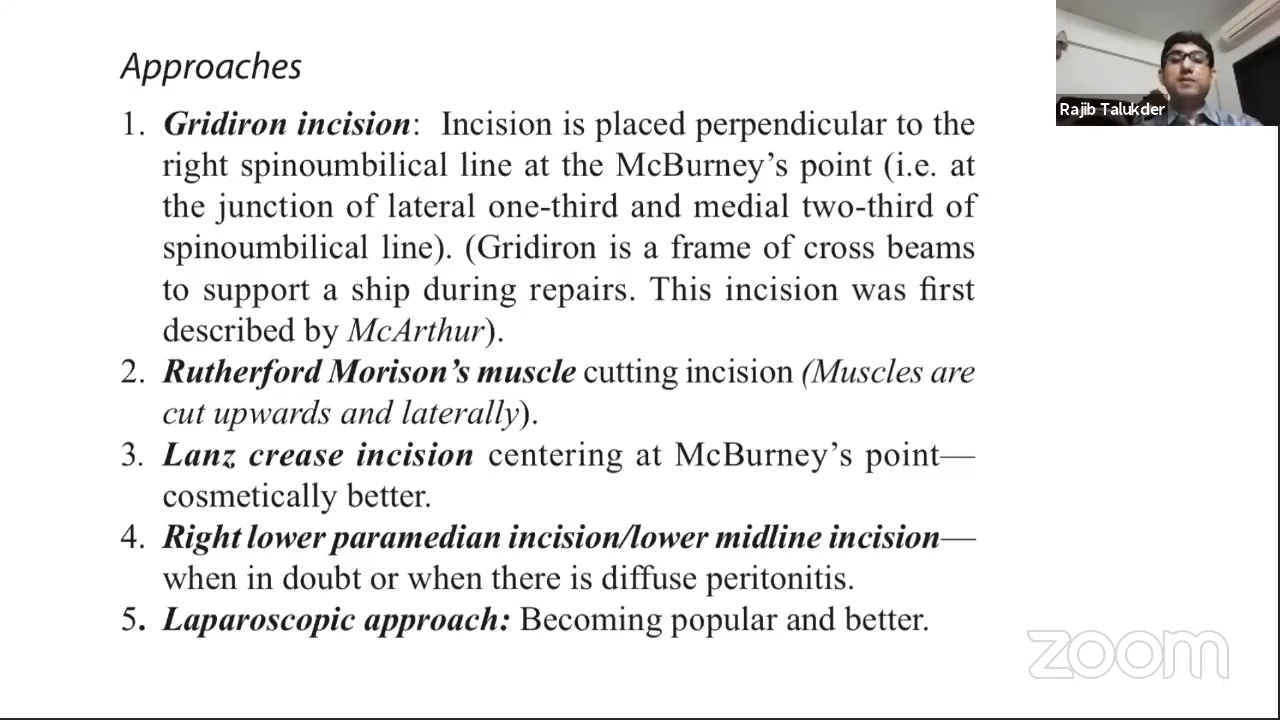 Approaches
1. Gridiron incision: Incision is placed perpendicular to the
right spinoumbilical line at the McBurney’s point (i.e. at
the junction of lateral one-third and medial two-third of
spinoumbilical line). (Gridiron is a frame of cross beams
to support a ship during repairs. This incision was first
described by McArthur).
2. Rutherford Morison’s muscle cutting incision (Muscles are
cut upwards and laterally).
3. Lanz crease incision centering at McBurney’s point—
cosmetically better.
4. Right lower paramedian incision/lower midline incision—
when in doubt or when there is diffuse peritonitis.
5. Laparoscopic approach: Becoming popular and better.
Rajib Talukder
zoom